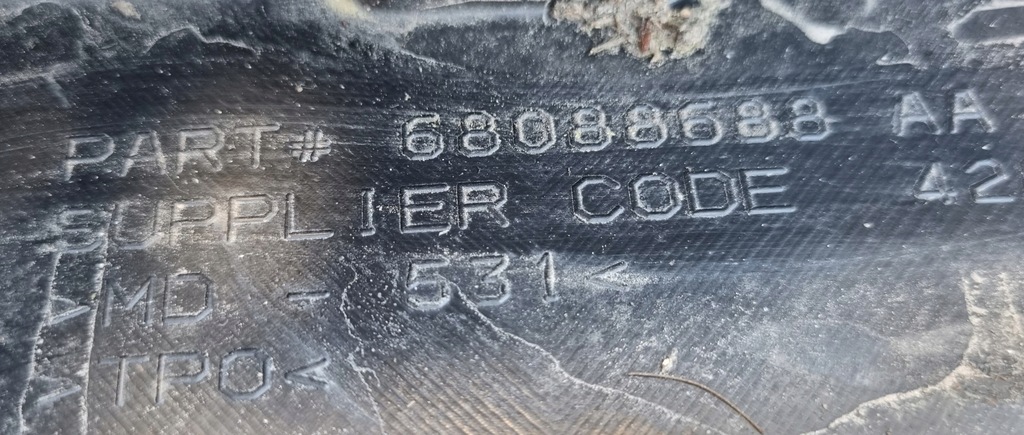 PART# 68088688 AA
SUPPLIER CODE 42
>MD - 531<
>TPO<